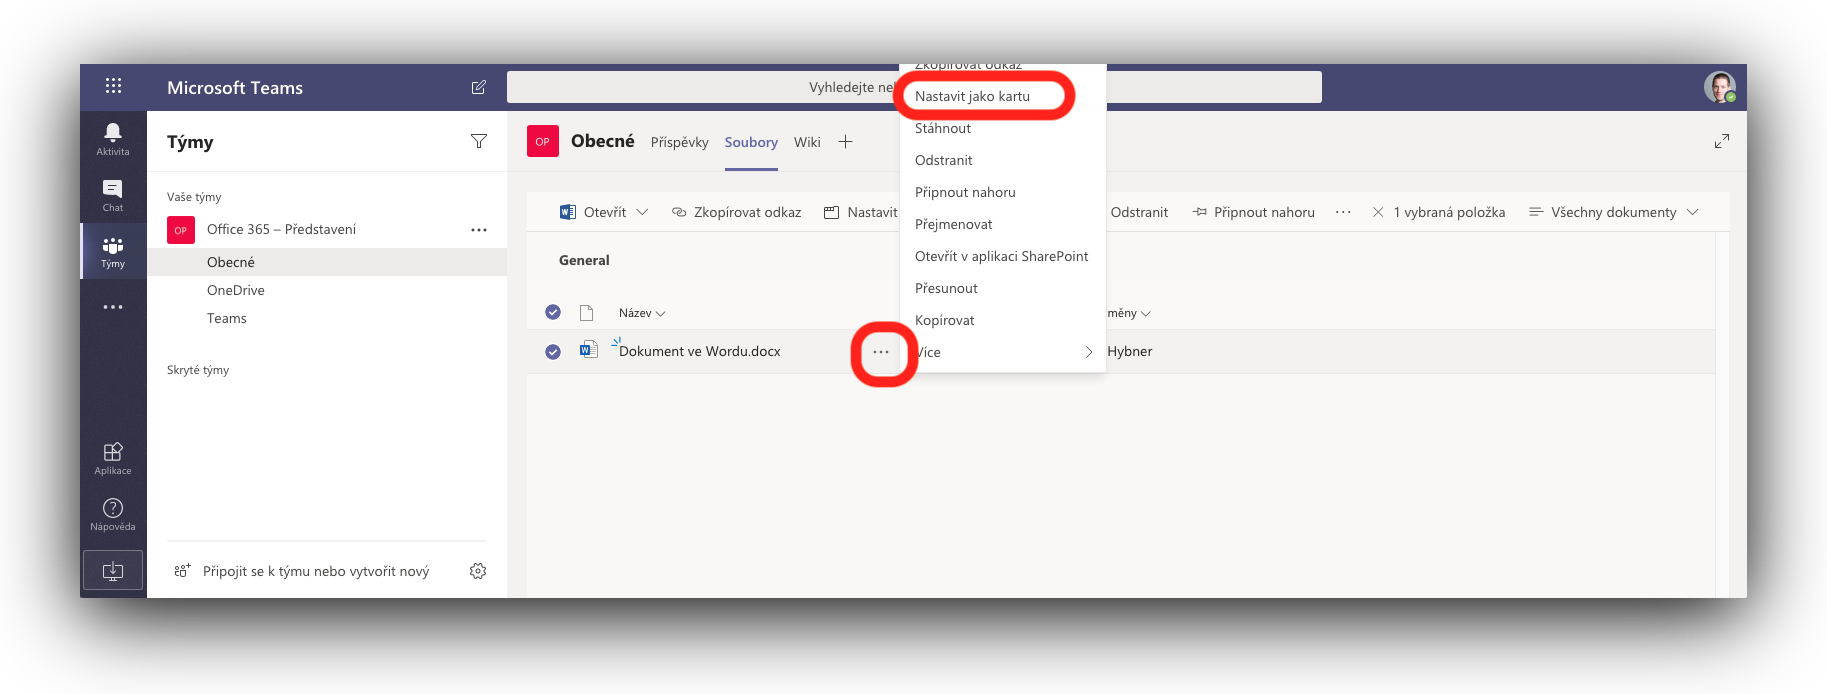 Microsoft Teams
Vyhledejte ne
Zkopírovat odkaz
Nastavit jako kartu
Stáhnout
Odstranit
Připnout nahoru
Přejmenovat
Otevřít v aplikaci SharePoint
Přesunout
Kopírovat
Více
Aktivita
Chat
Týmy
Aplikace
Nápověda
Týmy
Vaše týmy
OP Office 365 – Představení
Obecné
OneDrive
Teams
Skryté týmy
Připojit se k týmu nebo vytvořit nový
OP Obecné Příspěvky Soubory Wiki
Otevřít Zkopírovat odkaz Nastavit Odstranit Připnout nahoru 1 vybraná položka Všechny dokumenty
General
Název měny
Dokument ve Wordu.docx Hybner